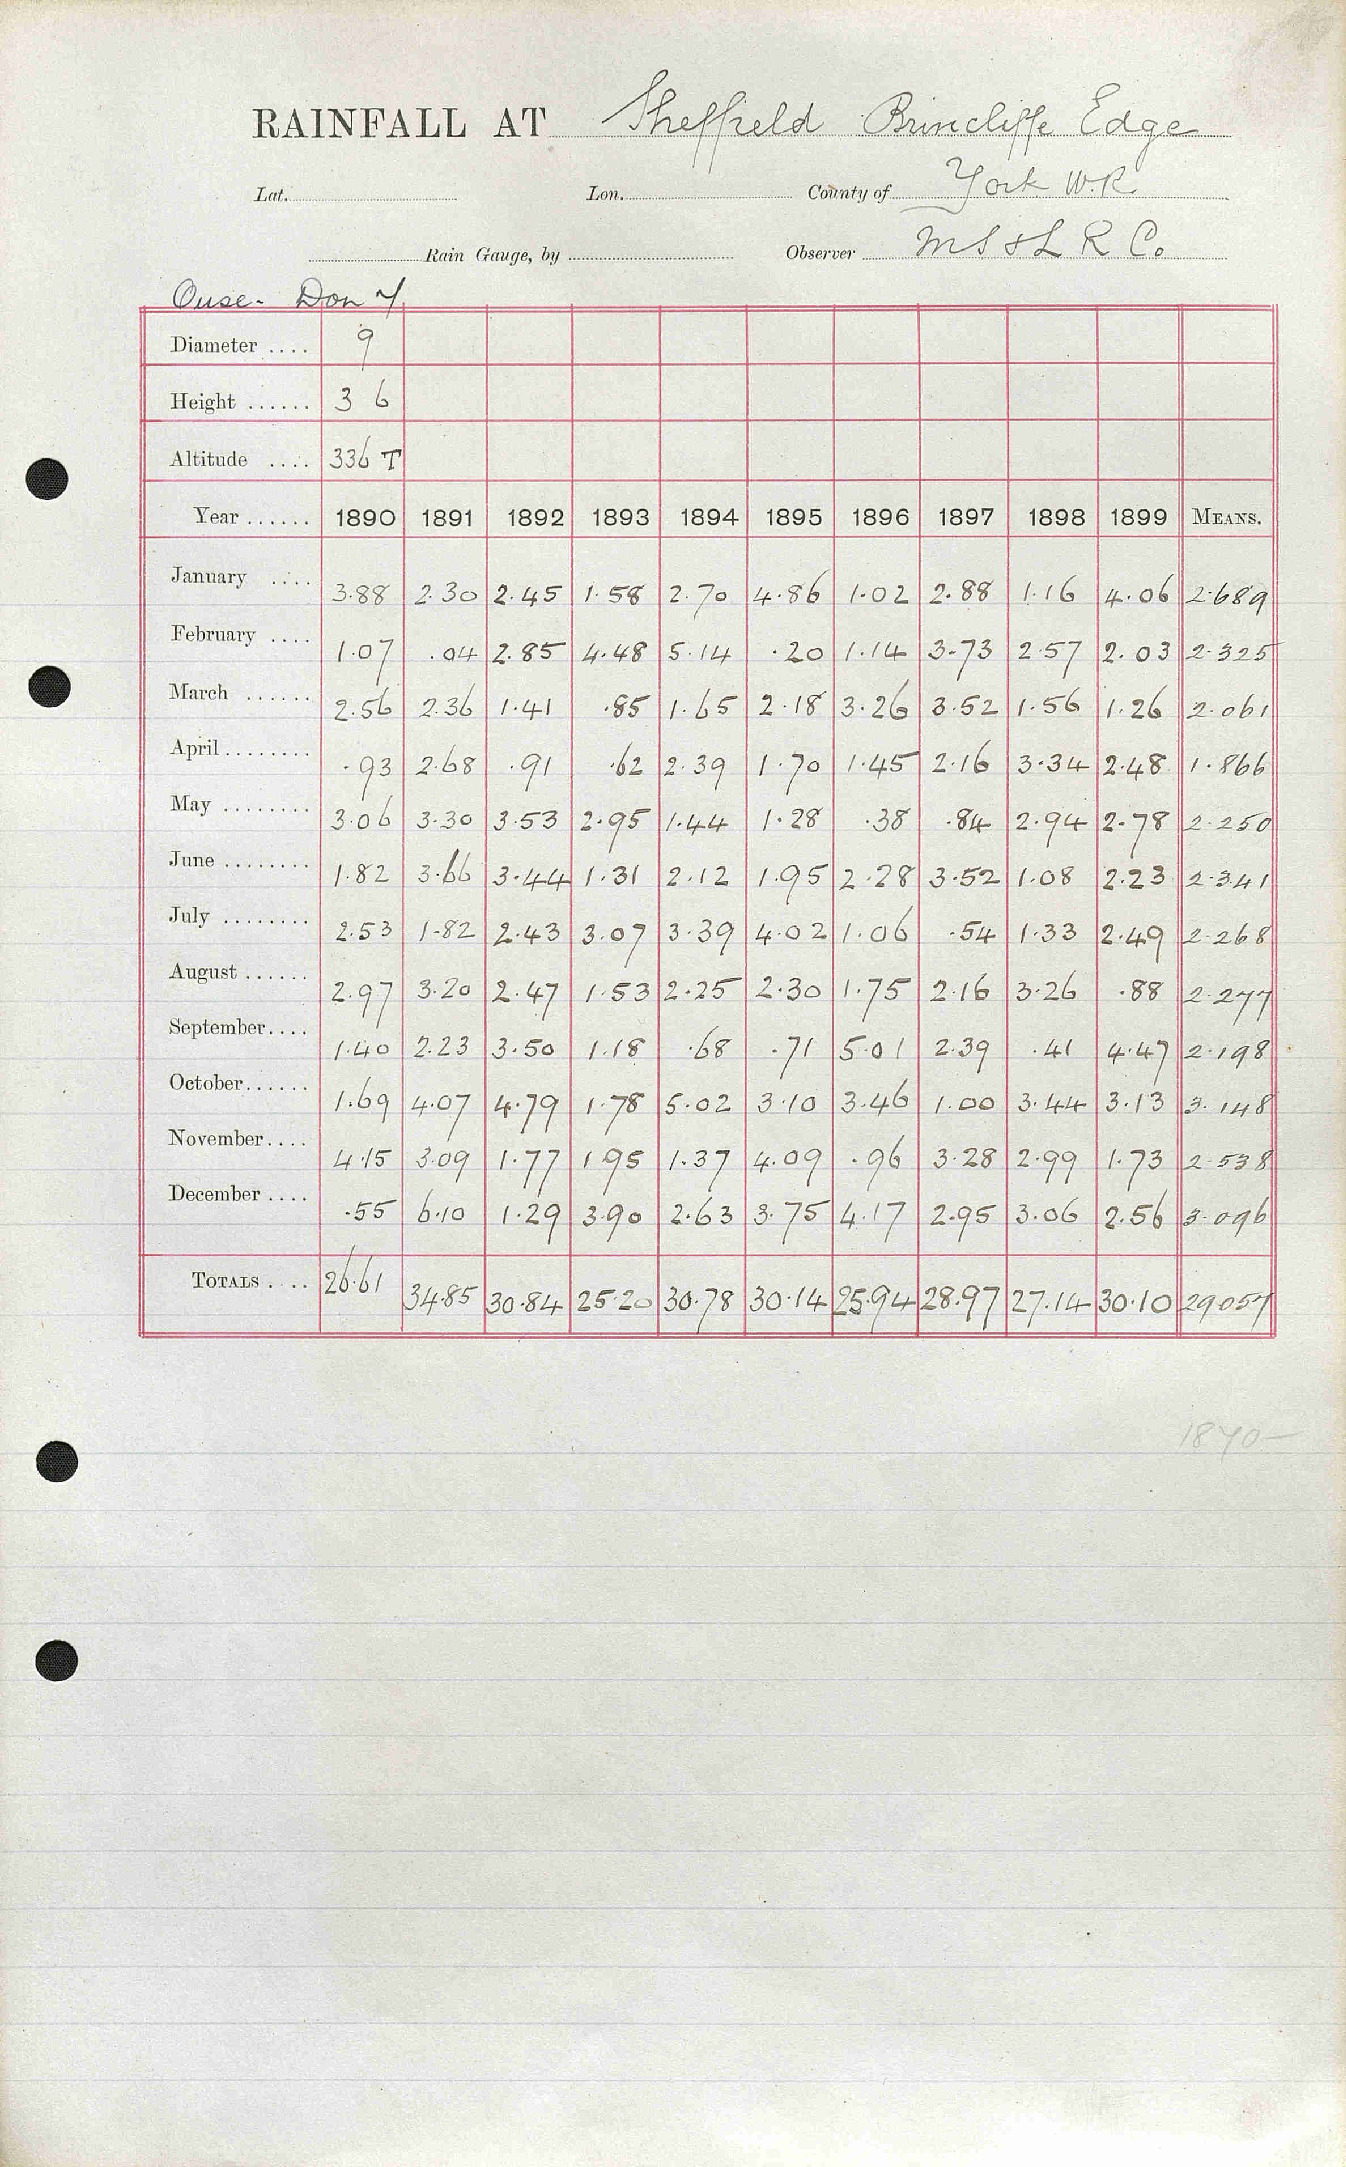 RAINFALL AT Sheffield Brincliffe Edge
Lat. Lon. County of York W.R.
Rain Gauge, by Observer M S & L R Co.
Ouse. Don Y.
Diameter .... 9
Height ...... 3 6
Altitude .... 336 T
Year ...... 1890 1891 1892 1893 1894 1895 1896 1897 1898 1899 MEANS.
January .... 3.88 2.30 2.45 1.58 2.70 4.86 1.02 2.88 1.16 4.06 2.689
February .... 1.07 .04 2.85 4.48 5.14 .20 1.14 3.73 2.57 2.03 2.325
March ...... 2.56 2.36 1.41 .85 1.65 2.18 3.26 3.52 1.56 1.26 2.061
April ........ .93 2.68 .91 .62 2.39 1.70 1.45 2.16 3.34 2.48 1.866
May ........ 3.06 3.30 3.53 2.95 1.44 1.28 .38 .84 2.94 2.78 2.250
June ........ 1.82 3.66 3.44 1.31 2.12 1.95 2.28 3.52 1.08 2.23 2.341
July ........ 2.53 1.82 2.43 3.07 3.39 4.02 1.06 .54 1.33 2.49 2.268
August ...... 2.97 3.20 2.47 1.53 2.25 2.30 1.75 2.16 3.26 .88 2.277
September .... 1.40 2.23 3.50 1.18 .68 .71 5.01 2.39 .41 4.47 2.198
October ...... 1.69 4.07 4.79 1.78 5.02 3.10 3.46 1.00 3.44 3.13 3.148
November .... 4.15 3.09 1.77 1.95 1.37 4.09 .96 3.28 2.99 1.73 2.538
December .... .55 6.10 1.29 3.90 2.63 3.75 4.17 2.95 3.06 2.56 3.096
TOTALS .... 26.61 34.85 30.84 25.20 30.78 30.14 25.94 28.97 27.14 30.10 29.057
1870-